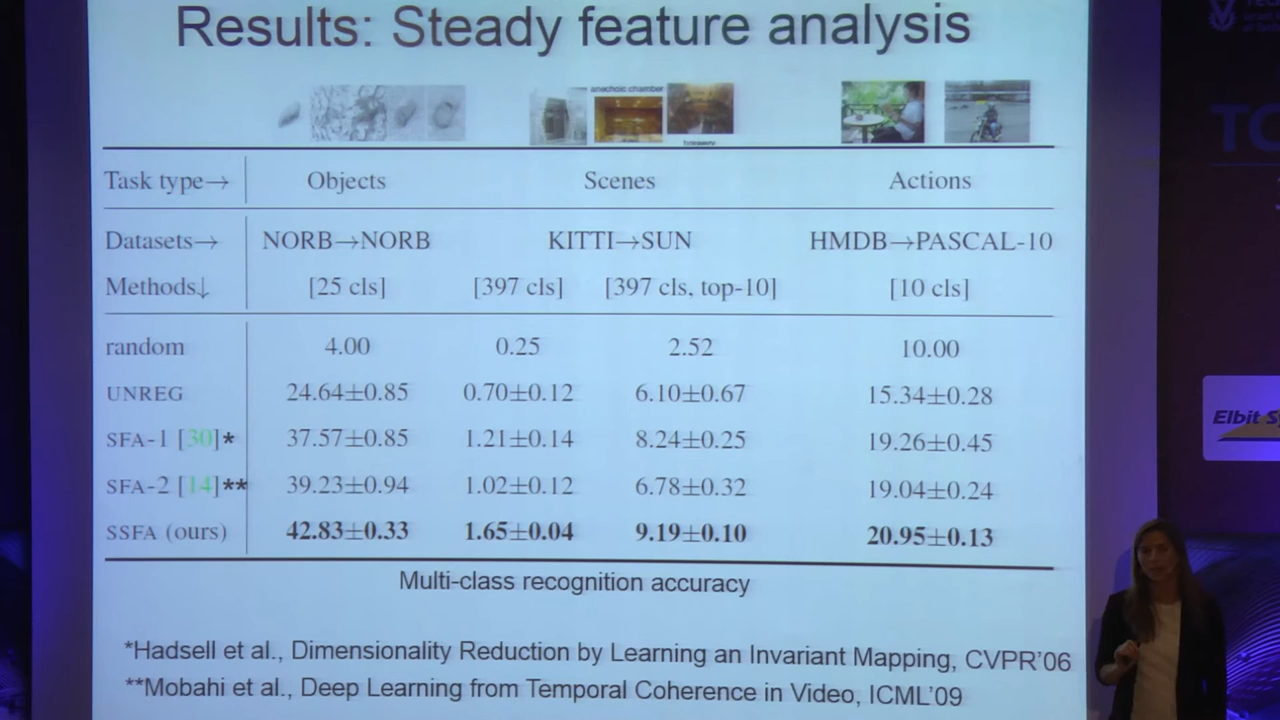 Results: Steady feature analysis
anechoic chamber
Task type→ Objects Scenes Actions
Datasets→ NORB→NORB KITTI→SUN HMDB→PASCAL-10
Methods↓ [25 cls] [397 cls] [397 cls, top-10] [10 cls]
random 4.00 0.25 2.52 10.00
UNREG 24.64±0.85 0.70±0.12 6.10±0.67 15.34±0.28
SFA-1 [30]* 37.57±0.85 1.21±0.14 8.24±0.25 19.26±0.45
SFA-2 [14]** 39.23±0.94 1.02±0.12 6.78±0.32 19.04±0.24
SSFA (ours) 42.83±0.33 1.65±0.04 9.19±0.10 20.95±0.13
Multi-class recognition accuracy
*Hadsell et al., Dimensionality Reduction by Learning an Invariant Mapping, CVPR'06
**Mobahi et al., Deep Learning from Temporal Coherence in Video, ICML'09
Elbit Sy
TC